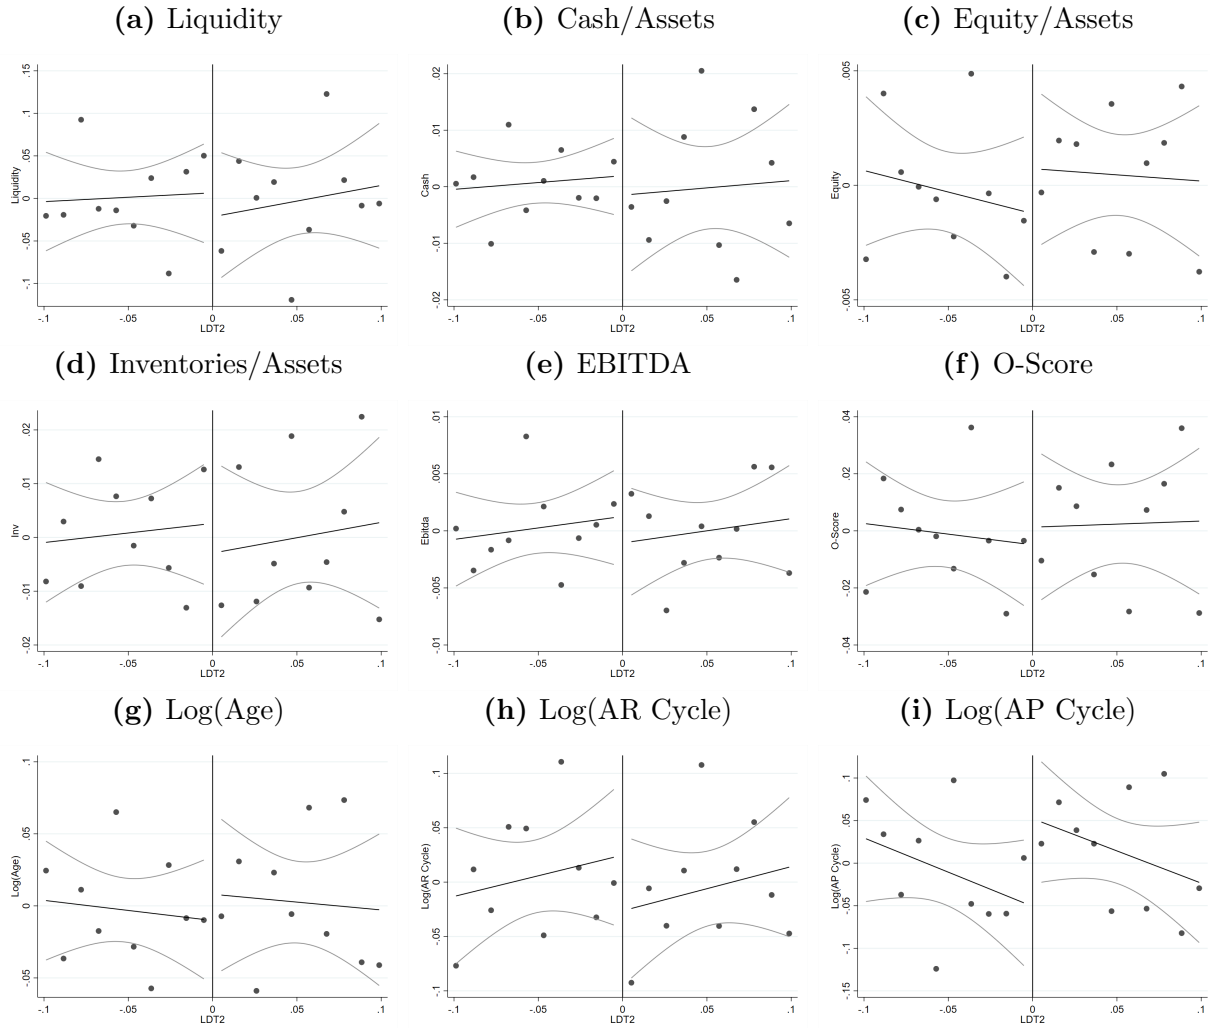 (a) Liquidity
(b) Cash/Assets
(c) Equity/Assets
Liquidity
-.1 -.05 0 .05 .1 .15
-.1 -.05 0 .05 .1
LDT2
Cash
-.02 -.01 0 .01 .02
-.1 -.05 0 .05 .1
LDT2
Equity
-.005 0 .005
-.1 -.05 0 .05 .1
LDT2
(d) Inventories/Assets
(e) EBITDA
(f) O-Score
Inv
-.02 -.01 0 .01 .02
-.1 -.05 0 .05 .1
LDT2
Ebitda
-.01 -.005 0 .005 .01
-.1 -.05 0 .05 .1
LDT2
O-Score
-.04 -.02 0 .02 .04
-.1 -.05 0 .05 .1
LDT2
(g) Log(Age)
(h) Log(AR Cycle)
(i) Log(AP Cycle)
Log(Age)
-.05 0 .05 .1
-.1 -.05 0 .05 .1
LDT2
Log(AR Cycle)
-.1 -.05 0 .05 .1
-.1 -.05 0 .05 .1
LDT2
Log(AP Cycle)
-.15 -.1 -.05 0 .05 .1
-.1 -.05 0 .05 .1
LDT2